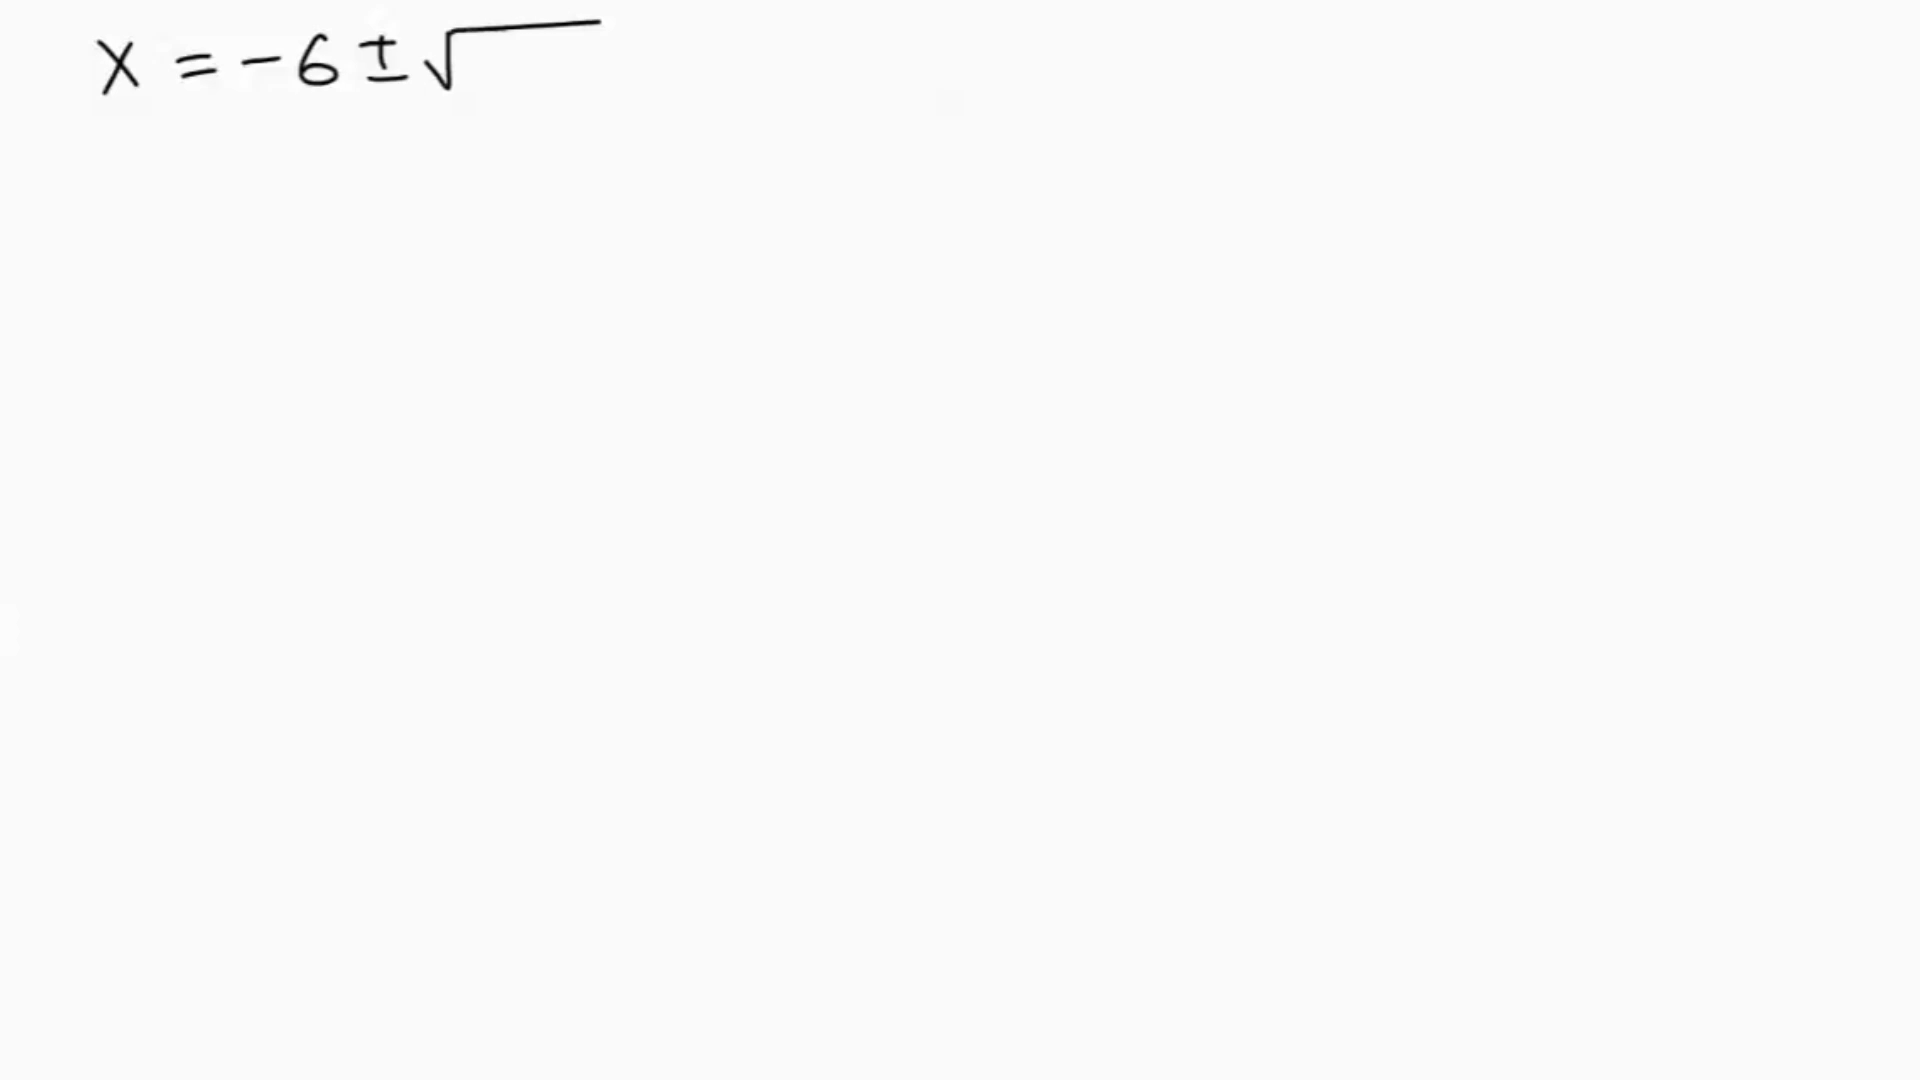 x = -6 ± √